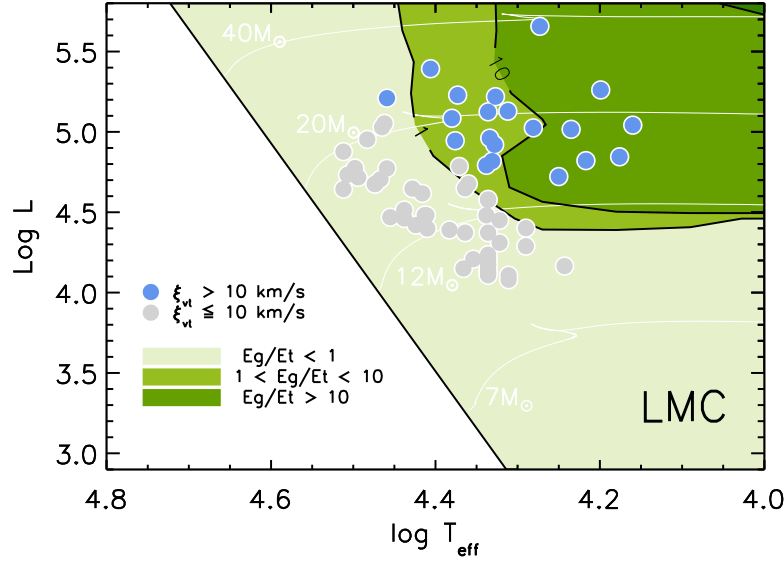 5.5
5.0
4.5
4.0
3.5
3.0
Log L
40M⊙
20M⊙
12M⊙
7M⊙
10
1
ξvt > 10 km/s
ξvt ≦ 10 km/s
Eg/Et < 1
1 < Eg/Et < 10
Eg/Et > 10
LMC
4.8 4.6 4.4 4.2 4.0
log Teff